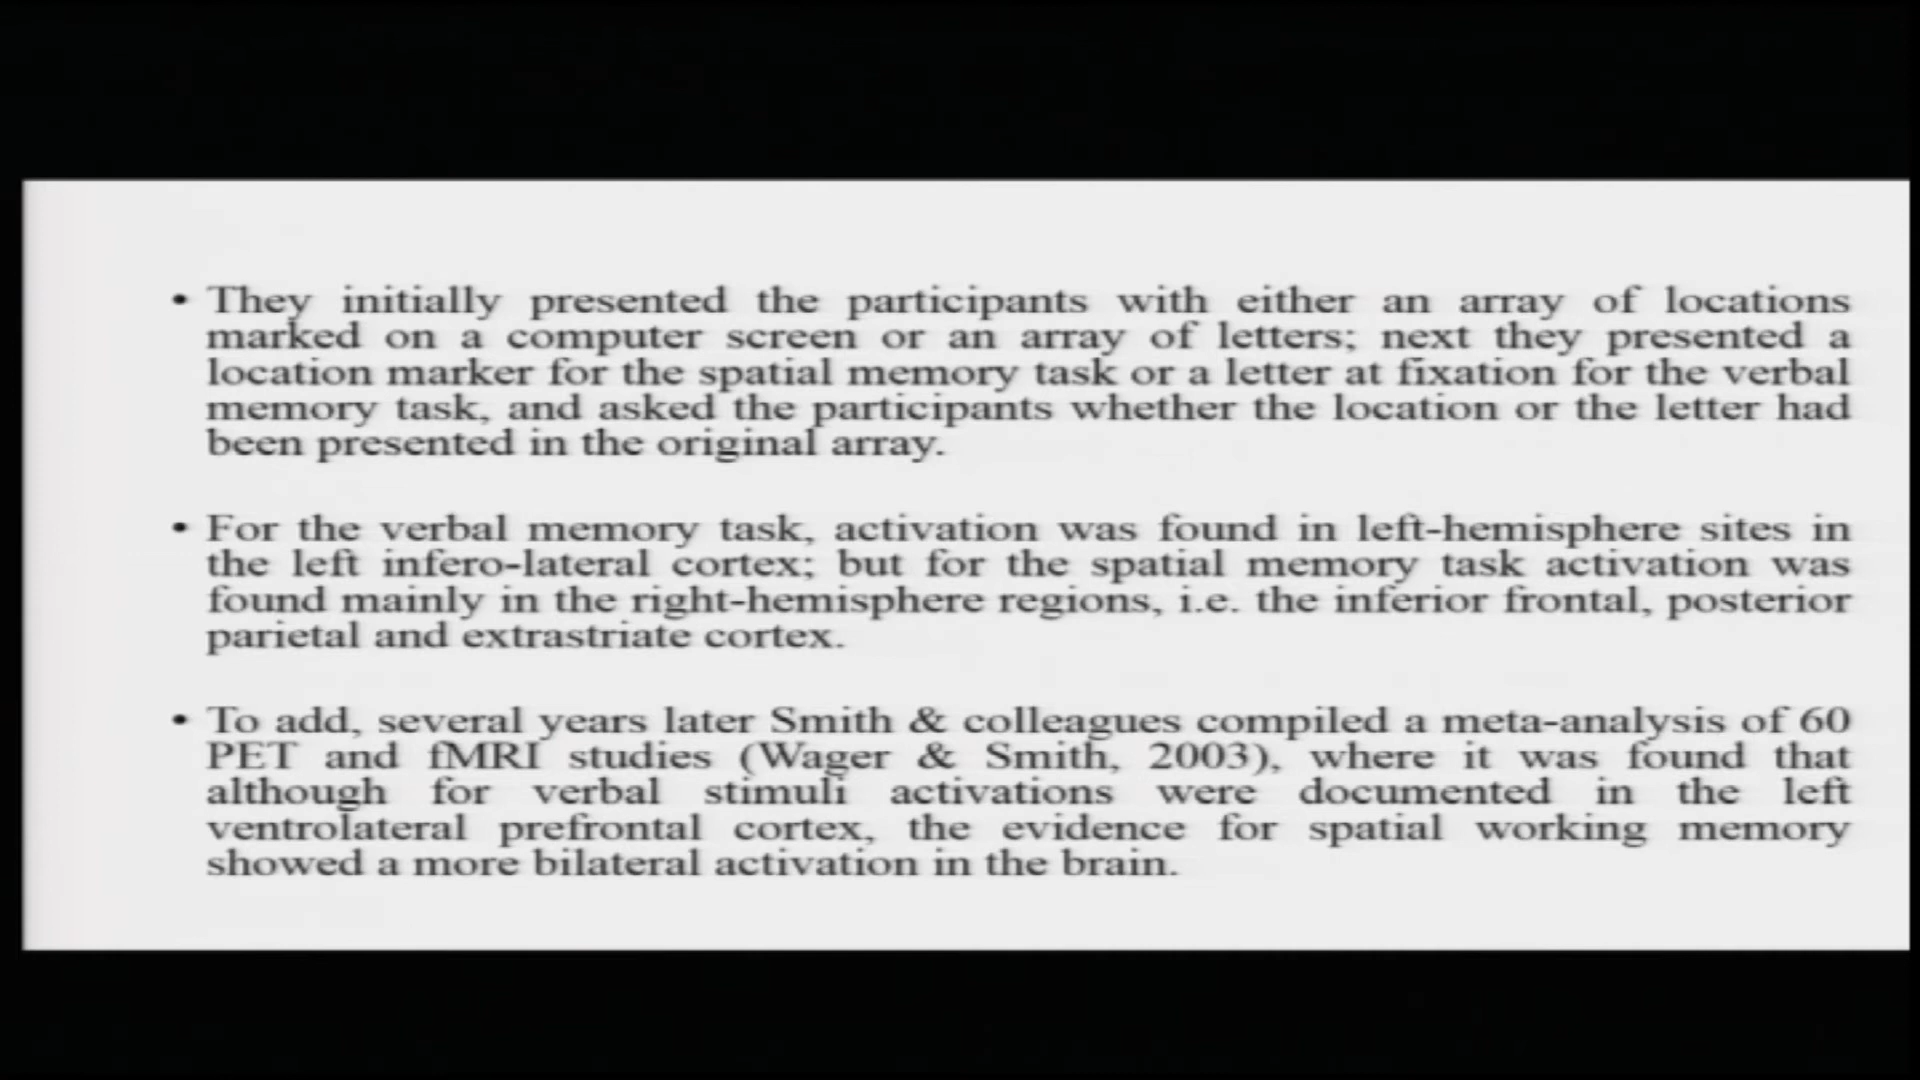 • They initially presented the participants with either an array of locations
marked on a computer screen or an array of letters; next they presented a
location marker for the spatial memory task or a letter at fixation for the verbal
memory task, and asked the participants whether the location or the letter had
been presented in the original array.
• For the verbal memory task, activation was found in left-hemisphere sites in
the left infero-lateral cortex; but for the spatial memory task activation was
found mainly in the right-hemisphere regions, i.e. the inferior frontal, posterior
parietal and extrastriate cortex.
• To add, several years later Smith & colleagues compiled a meta-analysis of 60
PET and fMRI studies (Wager & Smith, 2003), where it was found that
although for verbal stimuli activations were documented in the left
ventrolateral prefrontal cortex, the evidence for spatial working memory
showed a more bilateral activation in the brain.